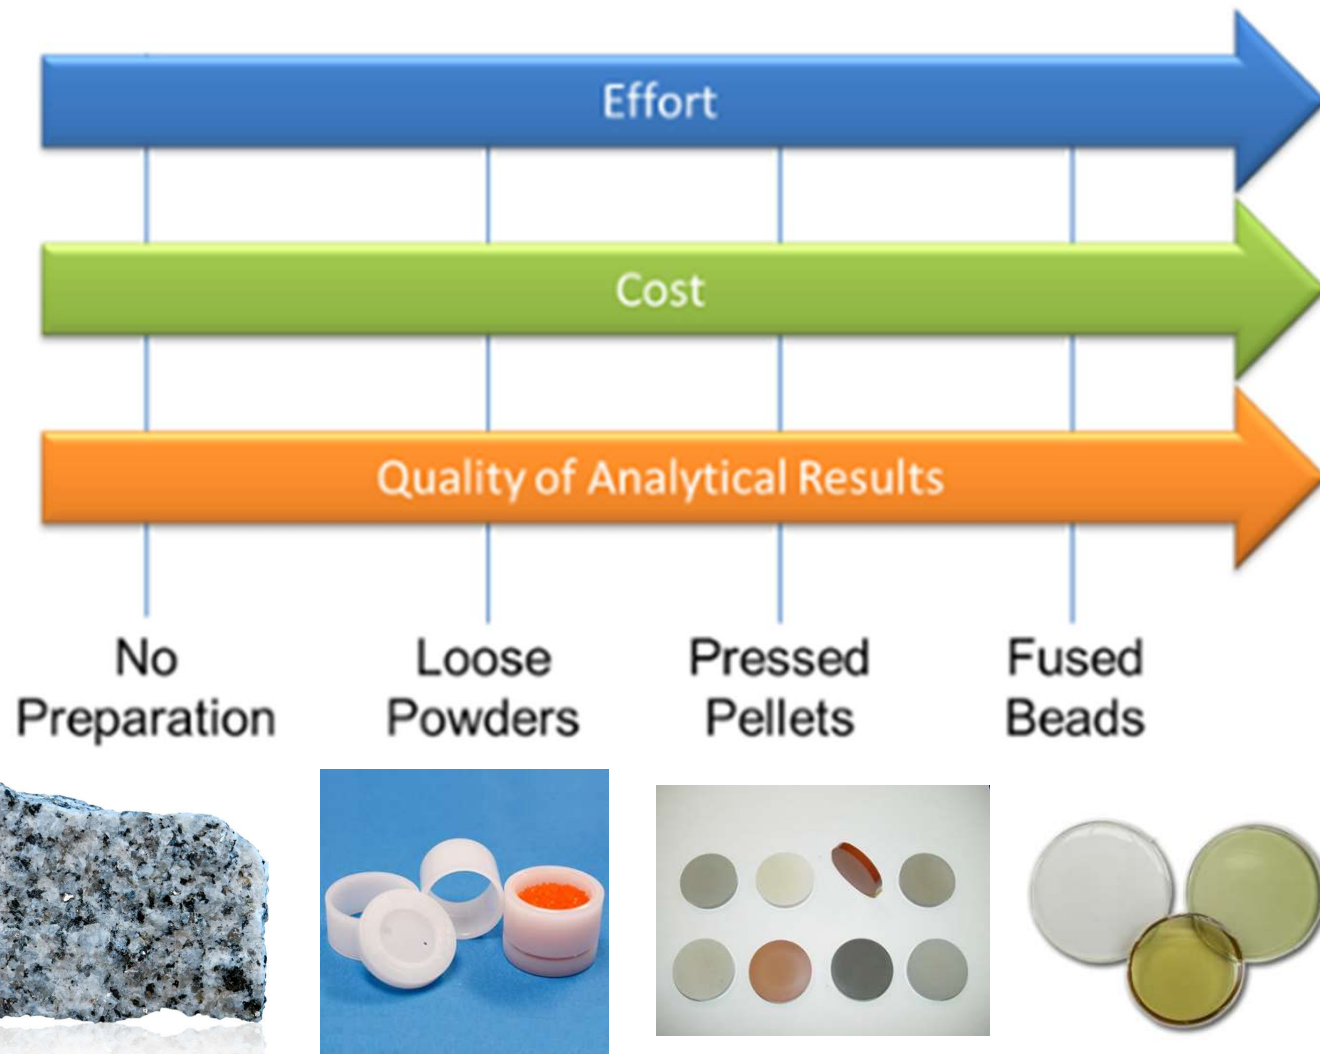 Effort
Cost
Quality of Analytical Results
No
Preparation
Loose
Powders
Pressed
Pellets
Fused
Beads